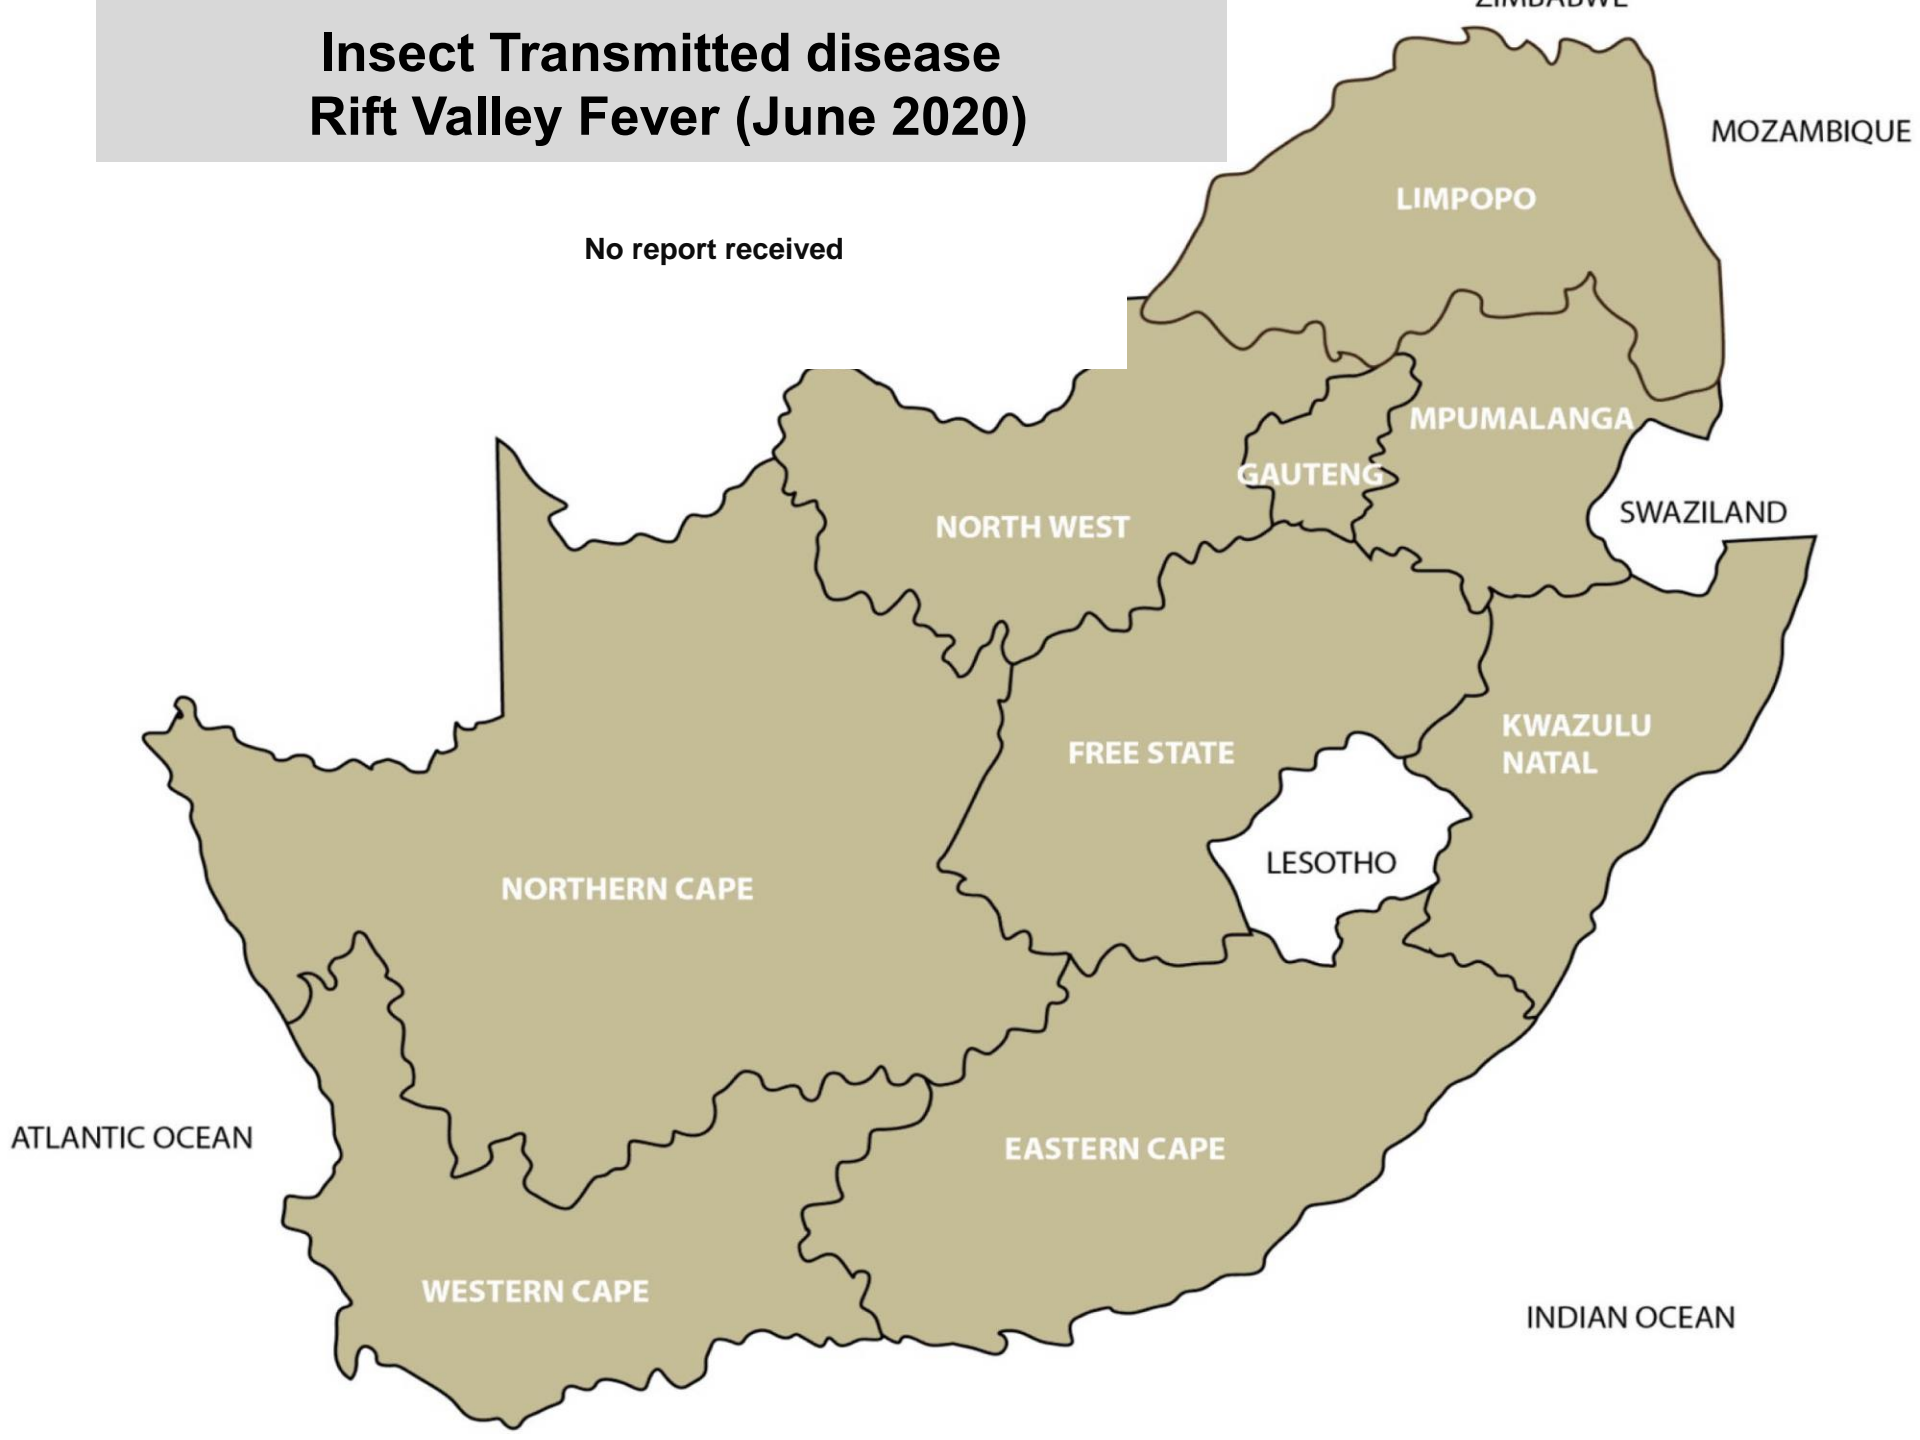 Insect Transmitted disease
Rift Valley Fever (June 2020)
ZIMBABWE
MOZAMBIQUE
LIMPOPO
No report received
MPUMALANGA
GAUTENG
SWAZILAND
NORTH WEST
KWAZULU
NATAL
FREE STATE
LESOTHO
NORTHERN CAPE
ATLANTIC OCEAN
EASTERN CAPE
WESTERN CAPE
INDIAN OCEAN